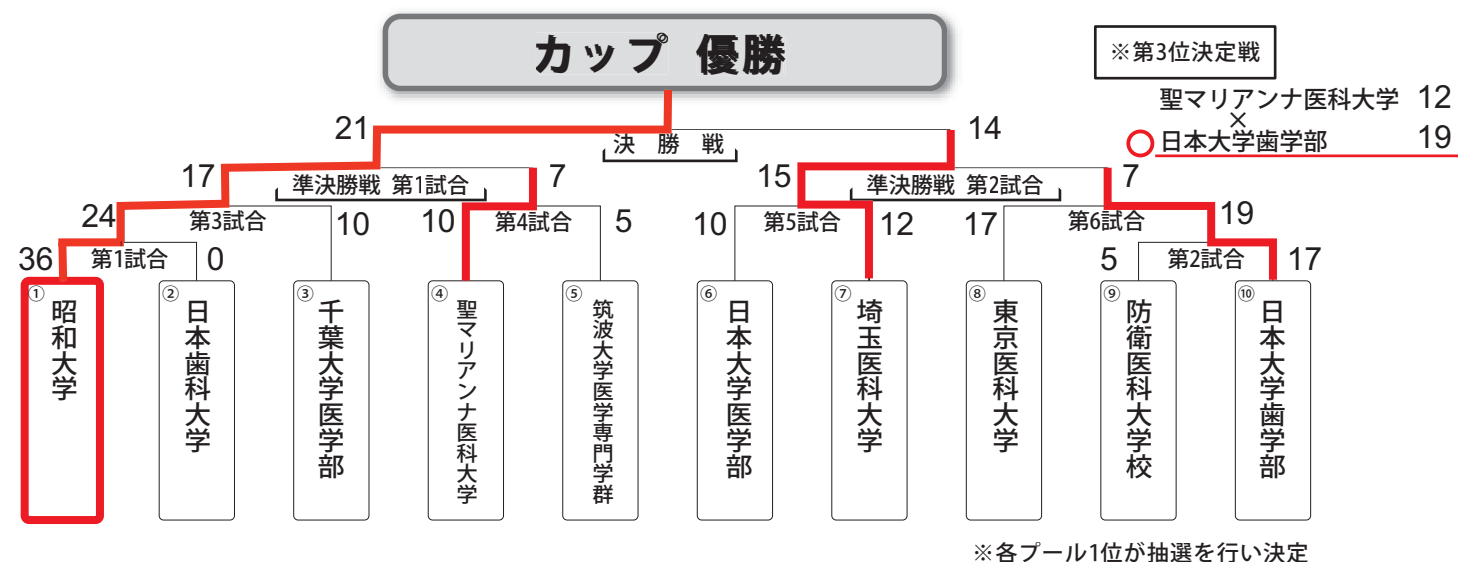 カップ 優勝
※第3位決定戦
聖マリアンナ医科大学 12
×
日本大学歯学部 19
21
決 勝 戦
14
17
準決勝戦 第1試合
7
15
準決勝戦 第2試合
7
24
第3試合
10
10
第4試合
5
10
第5試合
12
17
第6試合
19
36
第1試合
0
5
第2試合
17
① 昭和大学
② 日本歯科大学
③ 千葉大学医学部
④ 聖マリアンナ医科大学
⑤ 筑波大学医学専門学群
⑥ 日本大学医学部
⑦ 埼玉医科大学
⑧ 東京医科大学
⑨ 防衛医科大学校
⑩ 日本大学歯学部
※各プール1位が抽選を行い決定